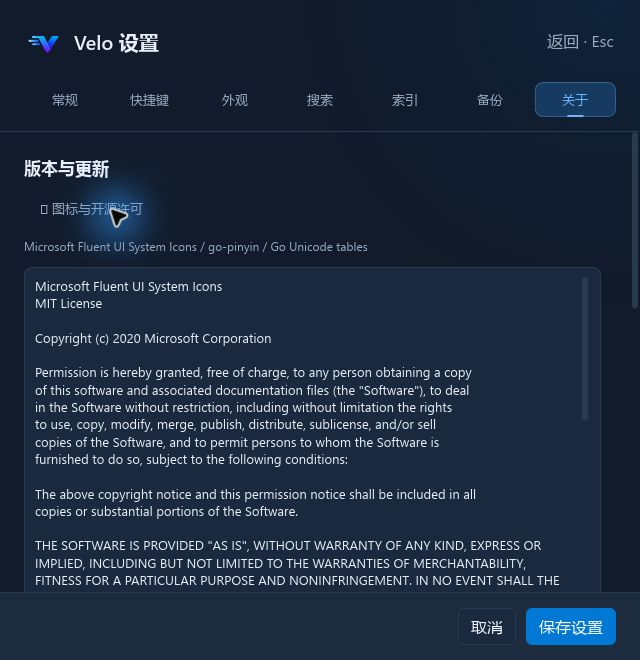 Velo 设置
返回 · Esc
常规
快捷键
外观
搜索
索引
备份
关于
版本与更新
图标与开源许可
Microsoft Fluent UI System Icons / go-pinyin / Go Unicode tables
Microsoft Fluent UI System Icons
MIT License
Copyright (c) 2020 Microsoft Corporation
Permission is hereby granted, free of charge, to any person obtaining a copy
of this software and associated documentation files (the "Software"), to deal
in the Software without restriction, including without limitation the rights
to use, copy, modify, merge, publish, distribute, sublicense, and/or sell
copies of the Software, and to permit persons to whom the Software is
furnished to do so, subject to the following conditions:
The above copyright notice and this permission notice shall be included in all
copies or substantial portions of the Software.
THE SOFTWARE IS PROVIDED "AS IS", WITHOUT WARRANTY OF ANY KIND, EXPRESS OR
IMPLIED, INCLUDING BUT NOT LIMITED TO THE WARRANTIES OF MERCHANTABILITY,
FITNESS FOR A PARTICULAR PURPOSE AND NONINFRINGEMENT. IN NO EVENT SHALL THE
取消
保存设置